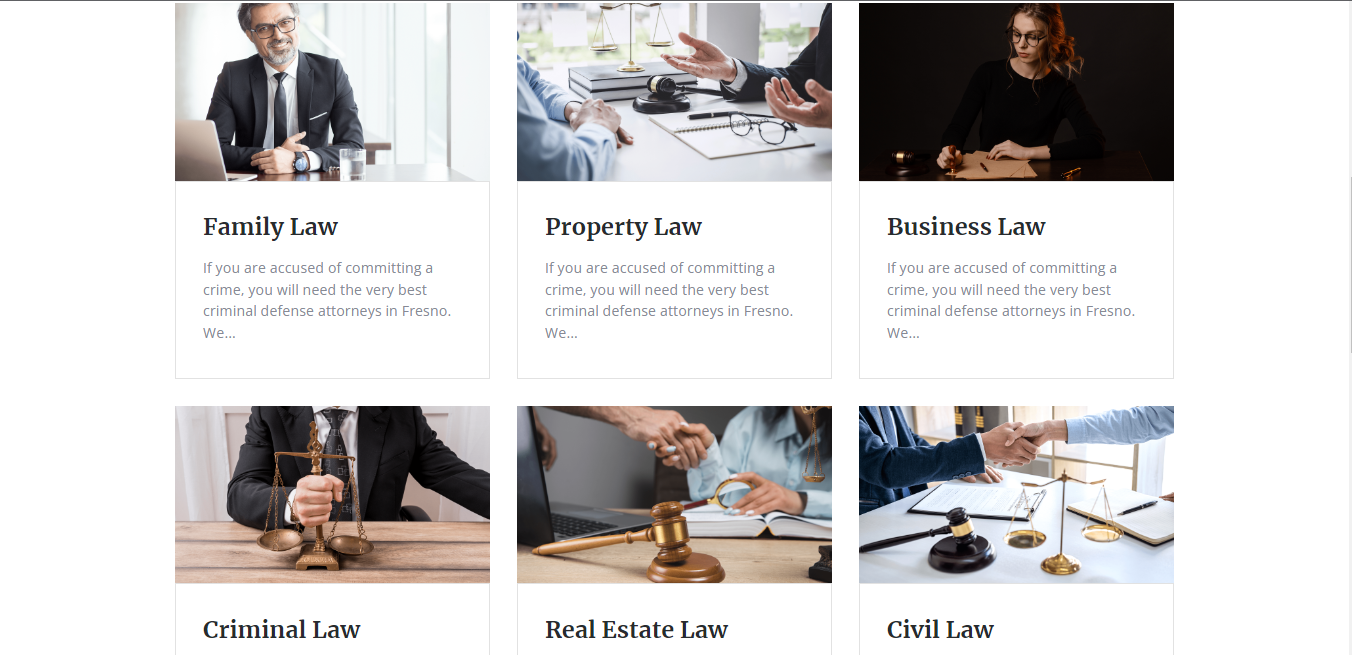 Family Law
If you are accused of committing a
crime, you will need the very best
criminal defense attorneys in Fresno.
We...
Property Law
If you are accused of committing a
crime, you will need the very best
criminal defense attorneys in Fresno.
We...
Business Law
If you are accused of committing a
crime, you will need the very best
criminal defense attorneys in Fresno.
We...
Criminal Law
Real Estate Law
Civil Law